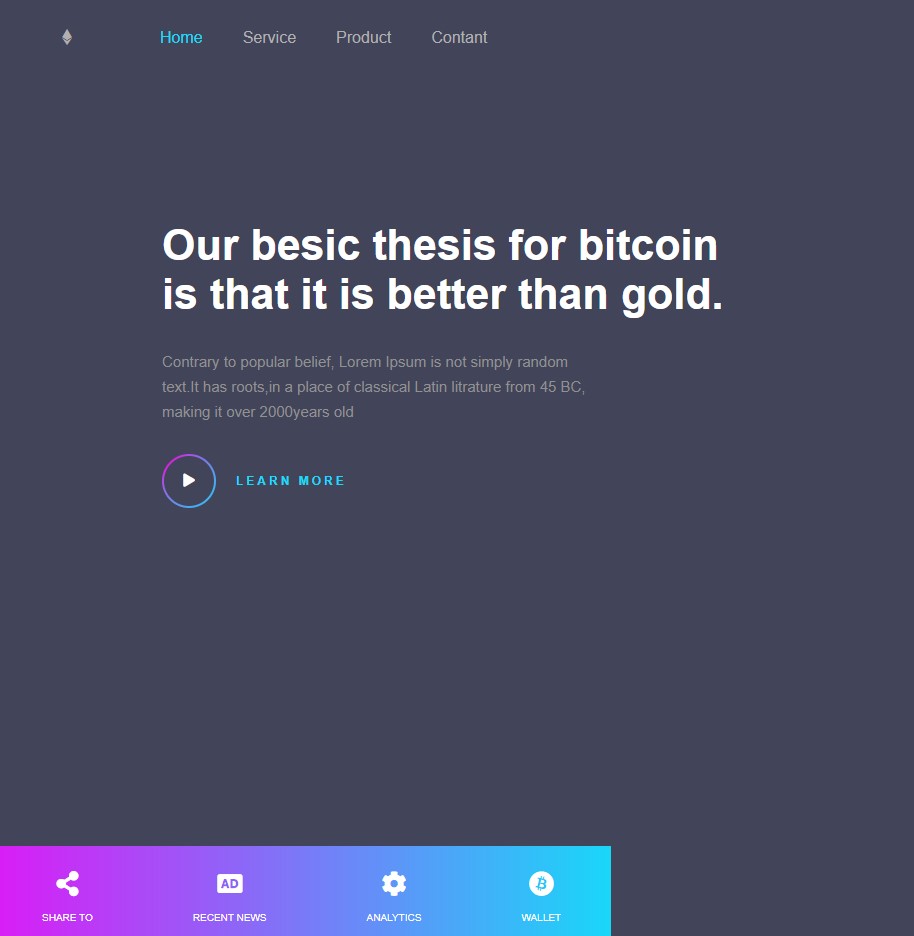 Home Service Product Contant
Our besic thesis for bitcoin
is that it is better than gold.
Contrary to popular belief, Lorem Ipsum is not simply random
text.It has roots,in a place of classical Latin litrature from 45 BC,
making it over 2000years old
LEARN MORE
AD
SHARE TO RECENT NEWS ANALYTICS WALLET